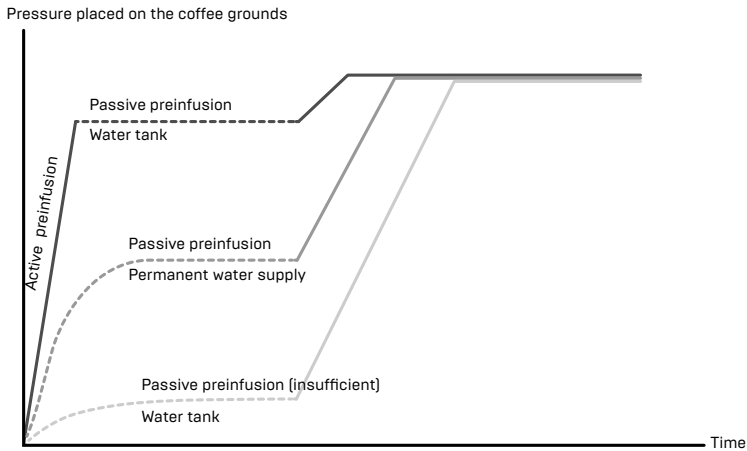 Pressure placed on the coffee grounds
Passive preinfusion
Water tank
Active preinfusion
Passive preinfusion
Permanent water supply
Passive preinfusion (insufficient)
Water tank
Time